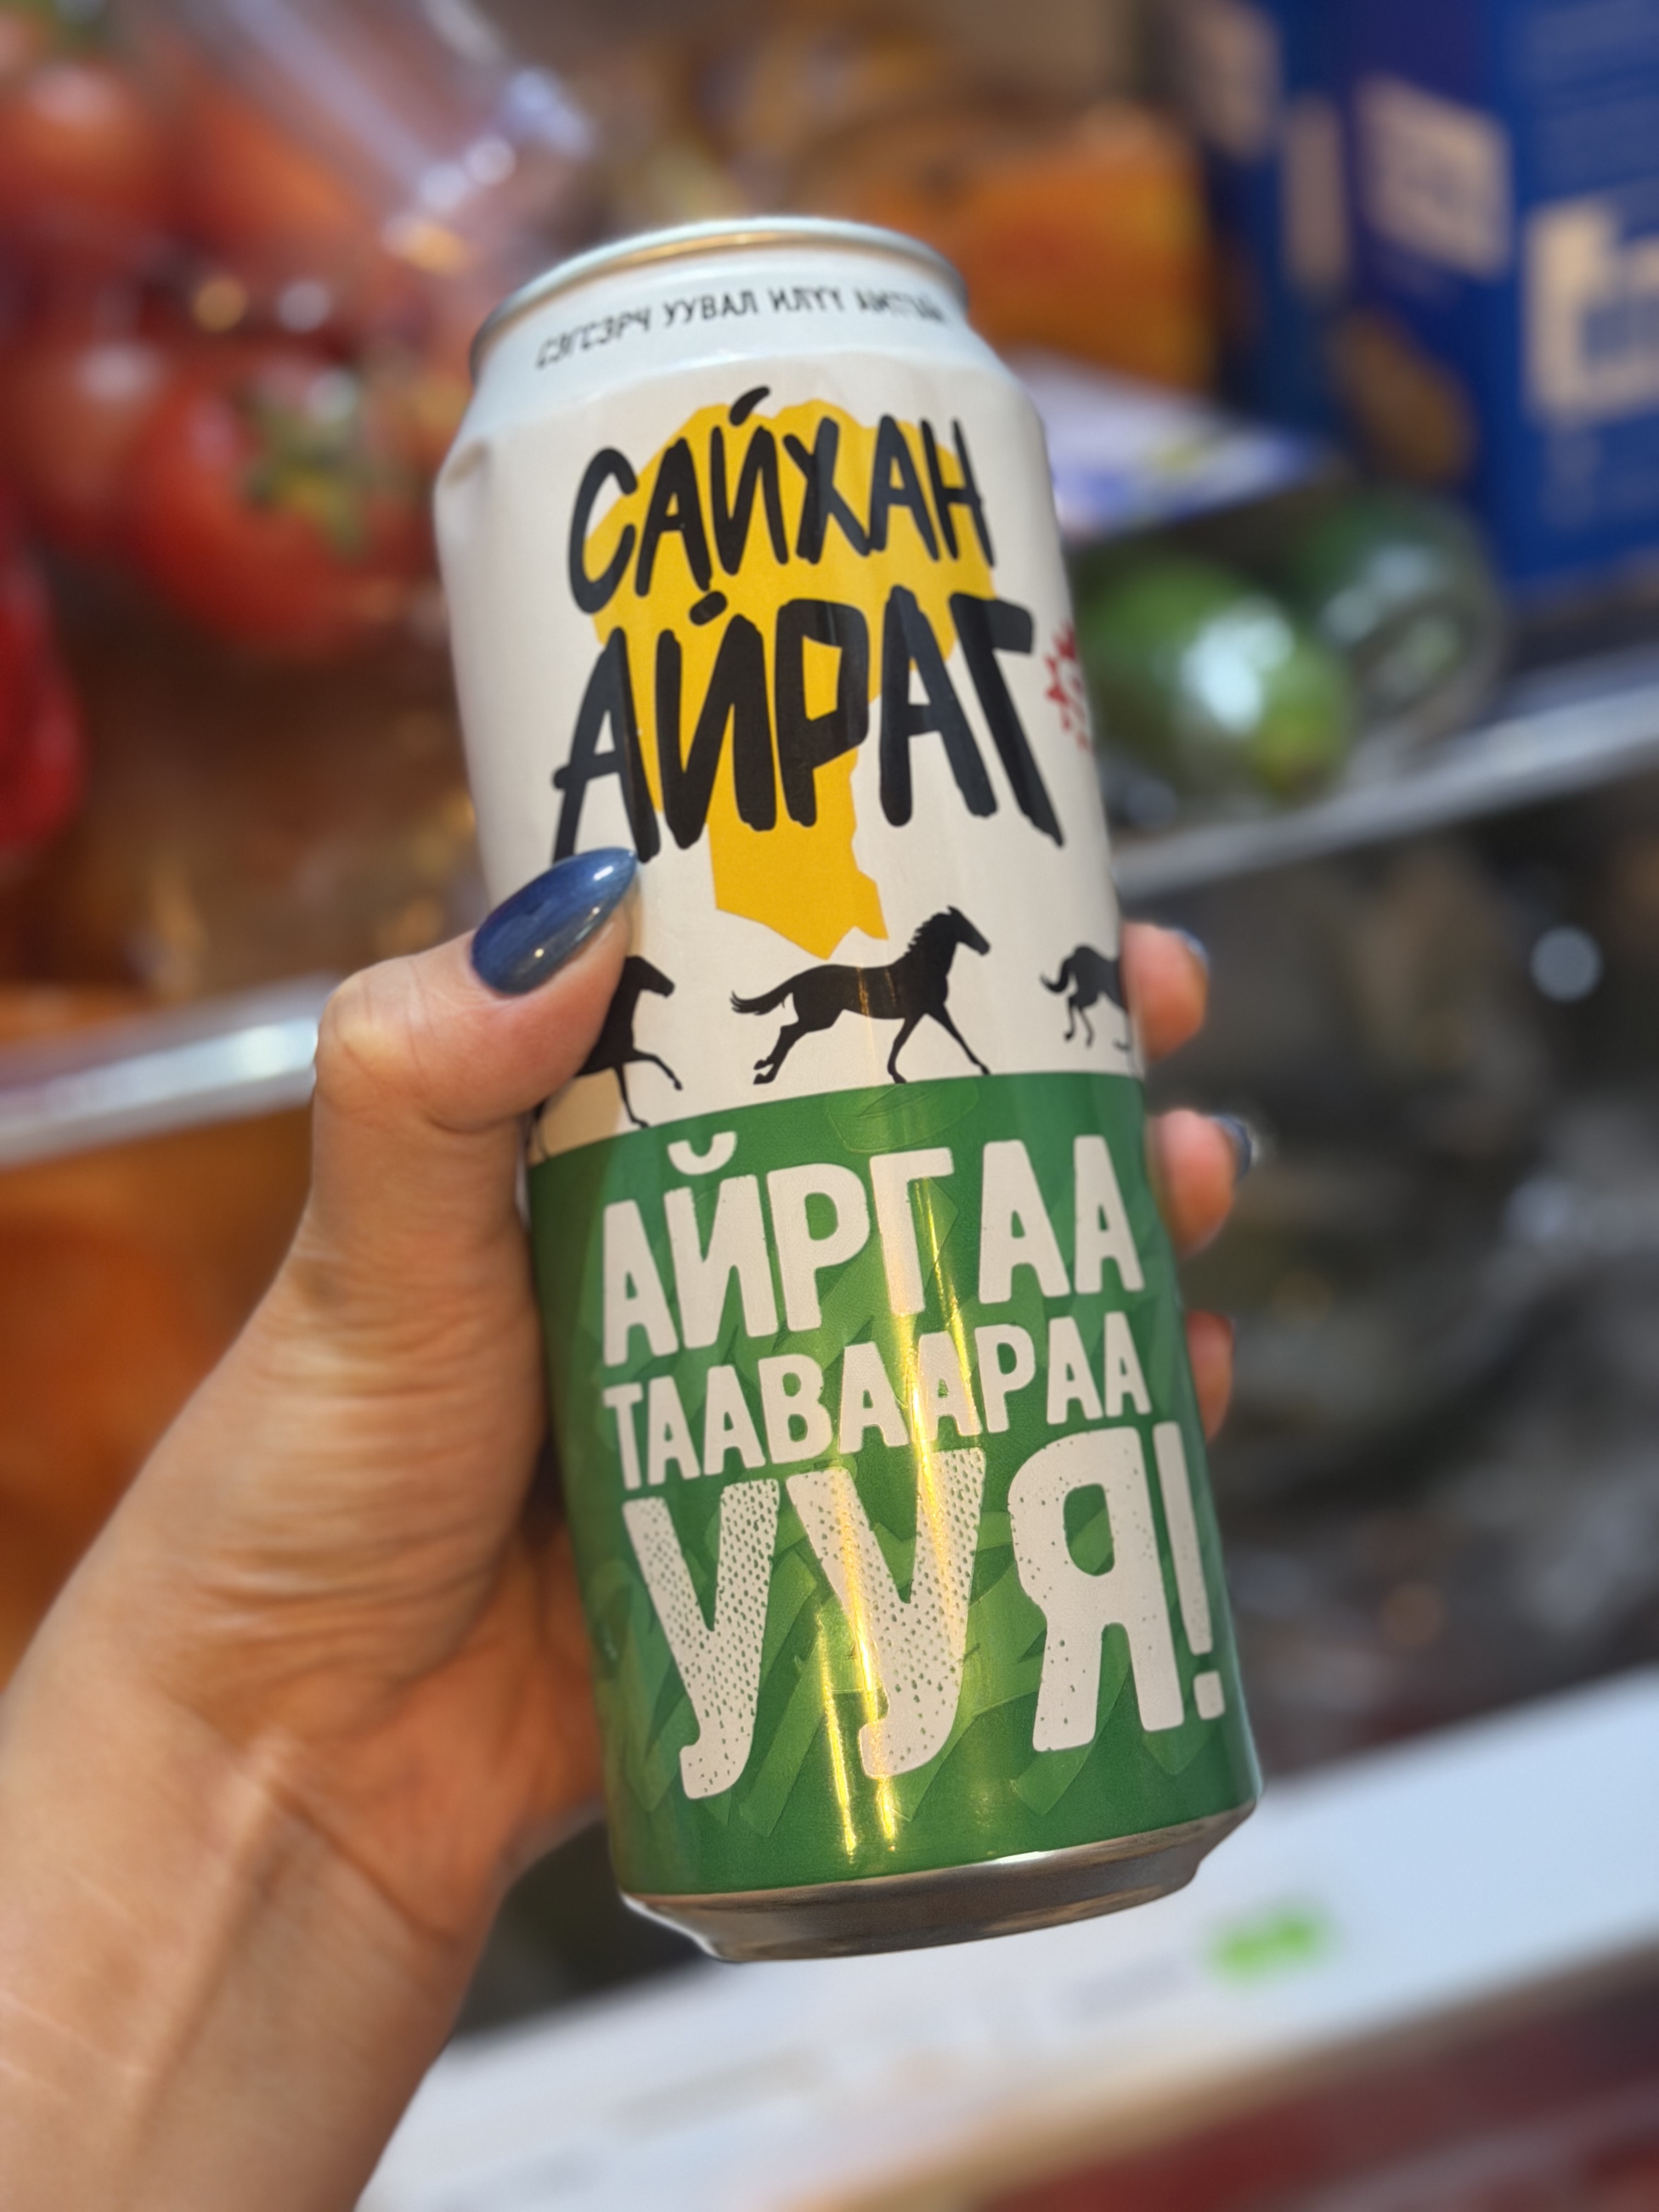 СЭГСЭРЧ УУВАЛ ИЛҮҮ АМТТАЙ
САЙХАН
АЙРАГ
АЙРГАА
ТААВААРАА
УУЯ!